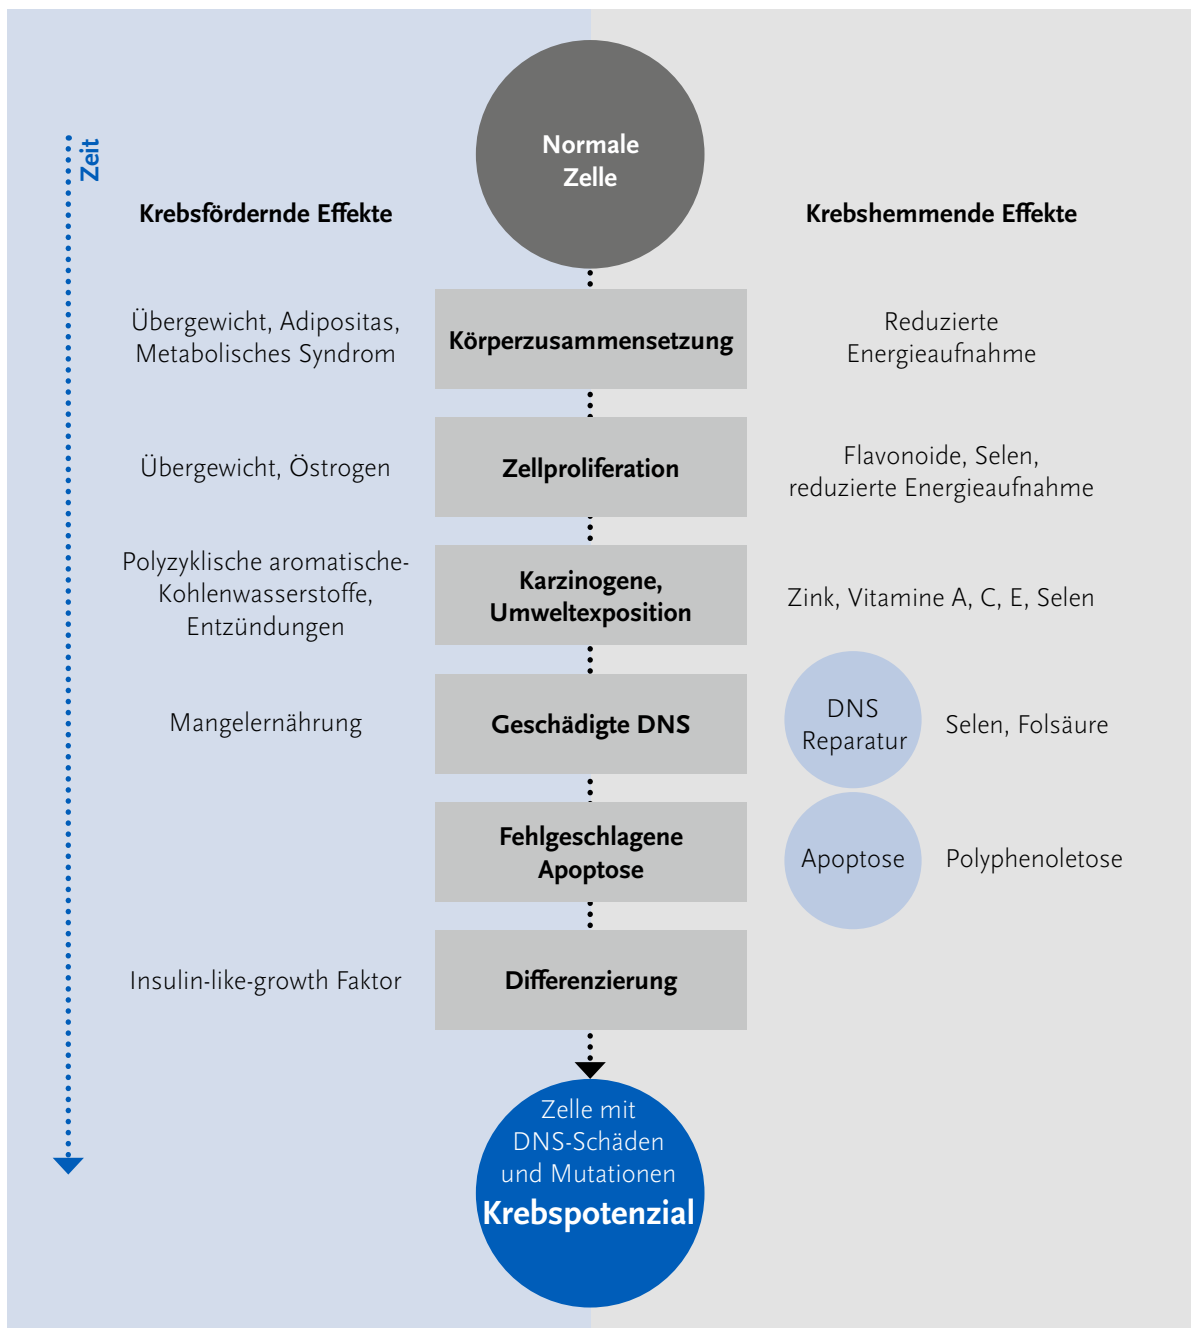 Normale
Zelle
Zeit
Krebsfördernde Effekte
Krebshemmende Effekte
Übergewicht, Adipositas,
Metabolisches Syndrom
Körperzusammensetzung
Reduzierte
Energieaufnahme
Übergewicht, Östrogen
Zellproliferation
Flavonoide, Selen,
reduzierte Energieaufnahme
Polyzyklische aromatische-
Kohlenwasserstoffe,
Entzündungen
Karzinogene,
Umweltexposition
Zink, Vitamine A, C, E, Selen
Mangelernährung
Geschädigte DNS
DNS
Reparatur
Selen, Folsäure
Fehlgeschlagene
Apoptose
Apoptose
Polyphenoletose
Insulin-like-growth Faktor
Differenzierung
Zelle mit
DNS-Schäden
und Mutationen
Krebspotenzial